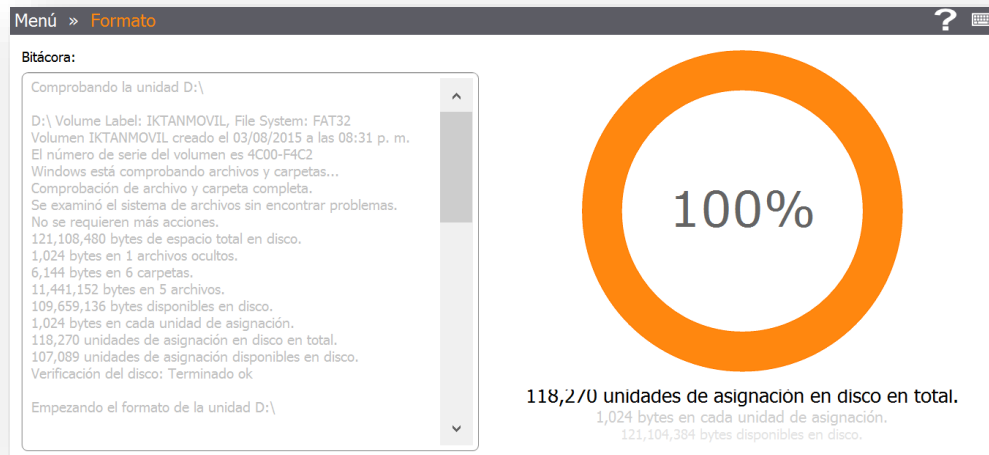 Menú » Formato ?
Bitácora:
Comprobando la unidad D:\
D:\ Volume Label: IKTANMOVIL, File System: FAT32
Volumen IKTANMOVIL creado el 03/08/2015 a las 08:31 p. m.
El número de serie del volumen es 4C00-F4C2
Windows está comprobando archivos y carpetas...
Comprobación de archivo y carpeta completa.
Se examinó el sistema de archivos sin encontrar problemas.
No se requieren más acciones.
121,108,480 bytes de espacio total en disco.
1,024 bytes en 1 archivos ocultos.
6,144 bytes en 6 carpetas.
11,441,152 bytes en 5 archivos.
109,659,136 bytes disponibles en disco.
1,024 bytes en cada unidad de asignación.
118,270 unidades de asignación en disco en total.
107,089 unidades de asignación disponibles en disco.
Verificación del disco: Terminado ok
Empezando el formato de la unidad D:\
100%
118,270 unidades de asignación en disco en total.
1,024 bytes en cada unidad de asignación.
121,104,384 bytes disponibles en disco.